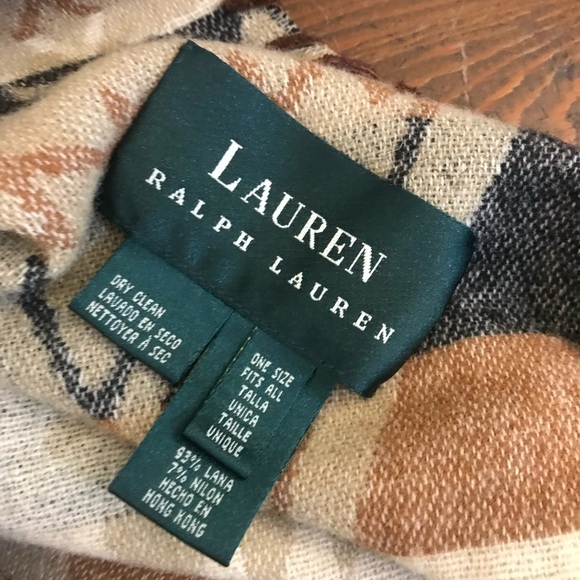 LAUREN
RALPH LAUREN
DRY CLEAN
LAVADO EN SECO
NETTOYER À SEC
ONE SIZE
FITS ALL
TALLA
UNICA
TAILLE
UNIQUE
93% LANA
7% NILON
HECHO EN
HONG KONG